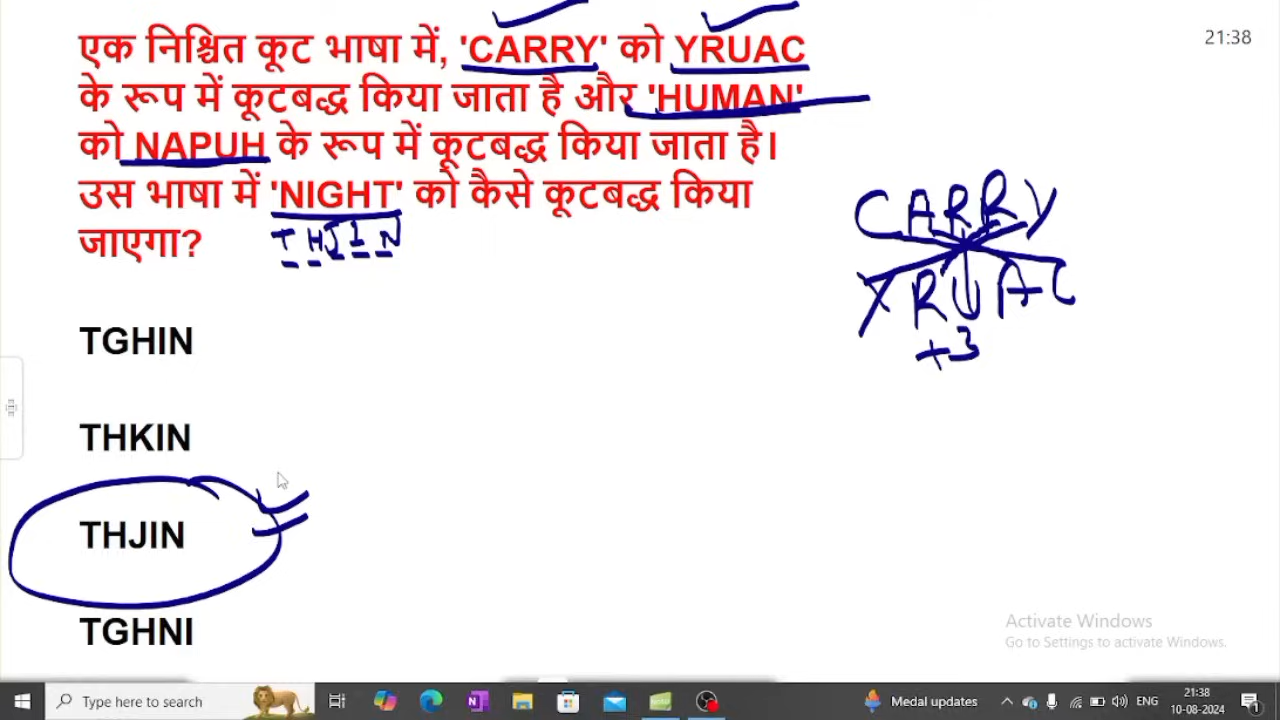 21:38
एक निश्चित कूट भाषा में, 'CARRY' को YRUAC
के रूप में कूटबद्ध किया जाता है और 'HUMAN'
को NAPUH के रूप में कूटबद्ध किया जाता है।
उस भाषा में 'NIGHT' को कैसे कूटबद्ध किया
जाएगा?
T H J I N
CARRY
YRUAC
+3
TGHIN
THKIN
THJIN
TGHNI
Activate Windows
Go to Settings to activate Windows.
Type here to search
Medal updates
ENG
21:38
10-08-2024